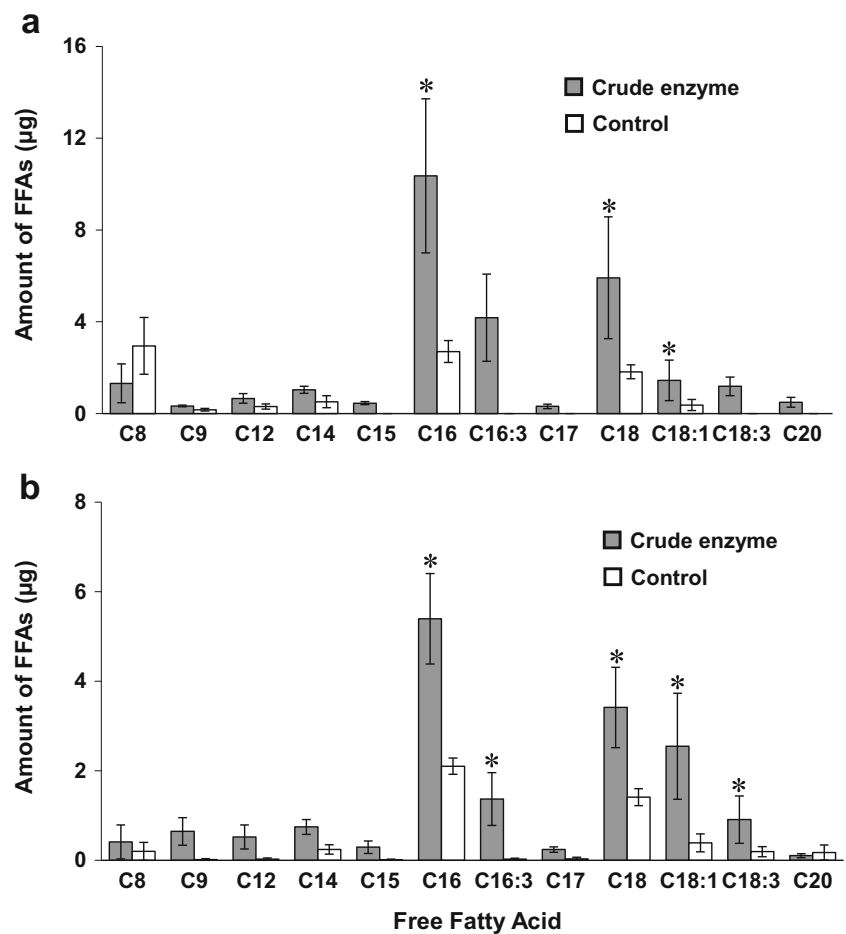 a
16
12
8
4
0
Amount of FFAs (µg)
Crude enzyme
Control
*
*
*
C8 C9 C12 C14 C15 C16 C16:3 C17 C18 C18:1 C18:3 C20
b
8
6
4
2
0
Amount of FFAs (µg)
Crude enzyme
Control
*
*
*
*
*
C8 C9 C12 C14 C15 C16 C16:3 C17 C18 C18:1 C18:3 C20
Free Fatty Acid